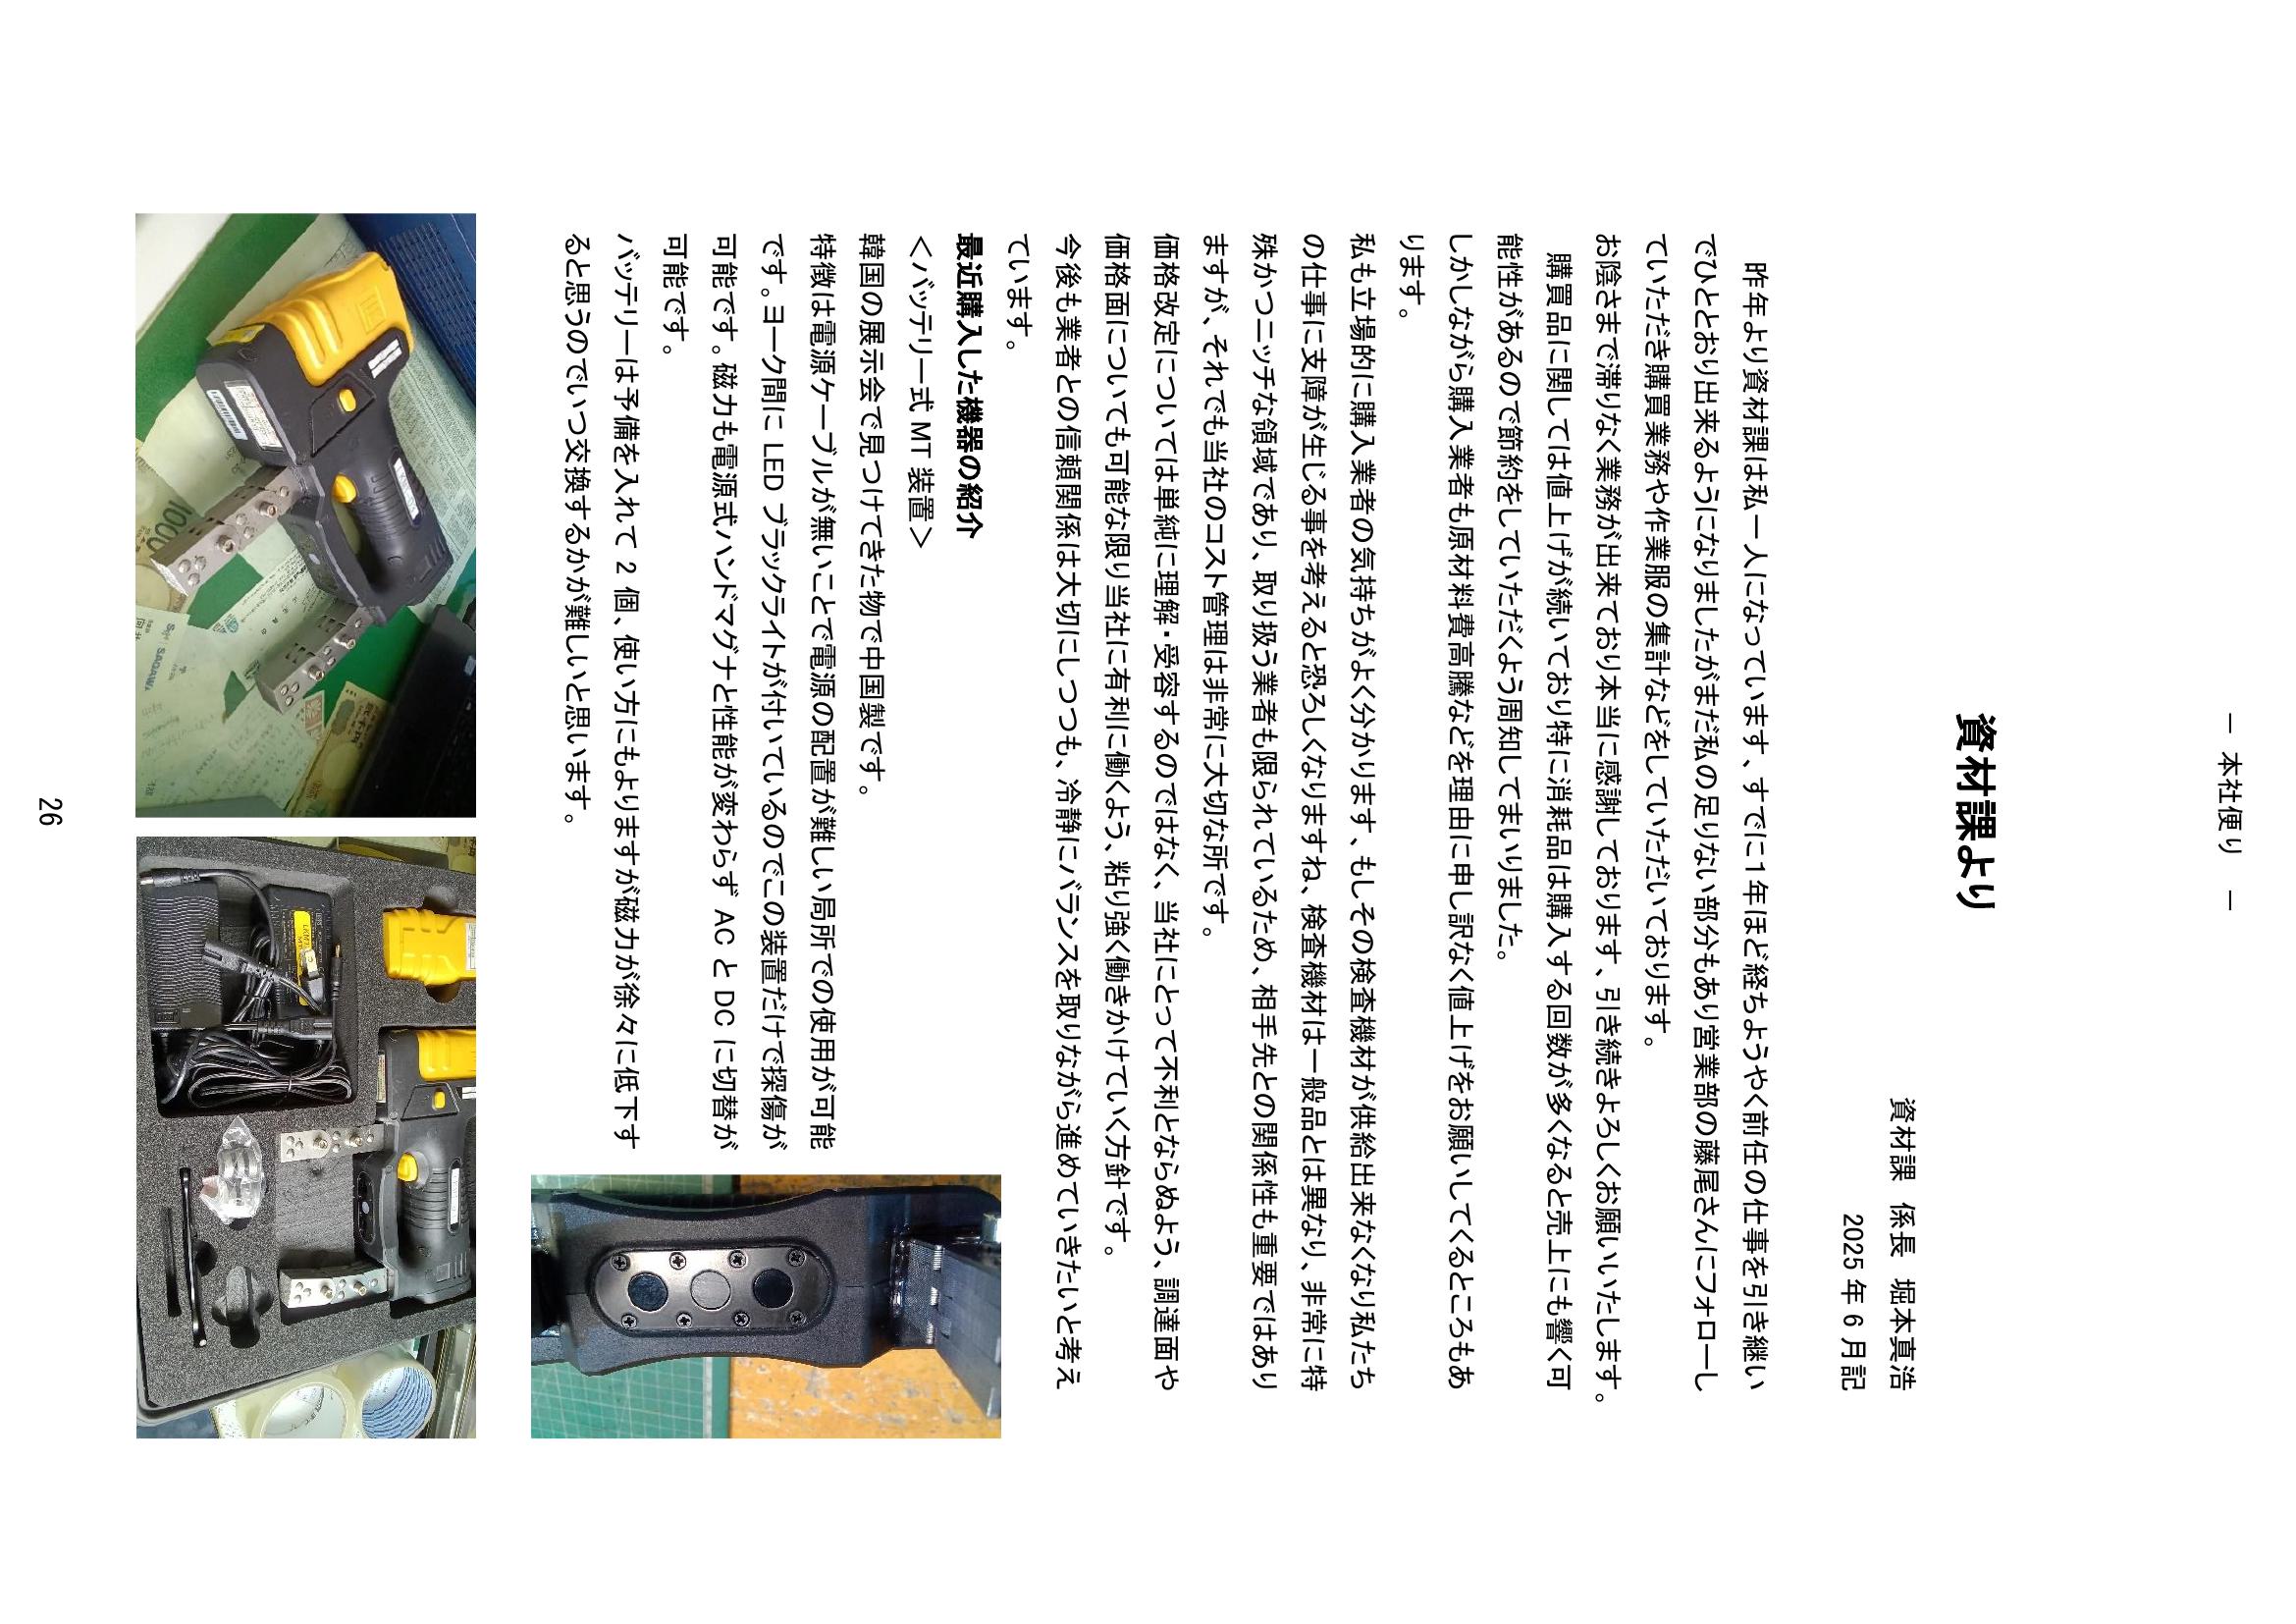 ― 本社便り ―
資材課より
資材課 係長 堀本真浩
2025 年 6 月記
昨年より資材課は私一人になっています、すでに1年ほど経ちようやく前任の仕事を引き継い
でひととおり出来るようになりましたがまだ私の足りない部分もあり営業部の藤尾さんにフォローし
ていただき購買業務や作業服の集計などをしていただいております。
お陰さまで滞りなく業務が出来ており本当に感謝しております、引き続きよろしくお願いいたします。
購買品に関しては値上げが続いており特に消耗品は購入する回数が多くなると売上にも響く可
能性があるので節約をしていただくよう周知してまいりました。
しかしながら購入業者も原材料費高騰などを理由に申し訳なく値上げをお願いしてくるところもあ
ります。
私も立場的に購入業者の気持ちがよく分かります、もしその検査機材が供給出来なくなり私たち
の仕事に支障が生じる事を考えると恐ろしくなりますね、検査機材は一般品とは異なり、非常に特
殊かつニッチな領域であり、取り扱う業者も限られているため、相手先との関係性も重要ではあり
ますが、それでも当社のコスト管理は非常に大切な所です。
価格改定については単純に理解・受容するのではなく、当社にとって不利とならぬよう、調達面や
価格面についても可能な限り当社に有利に働くよう、粘り強く働きかけていく方針です。
今後も業者との信頼関係は大切にしつつも、冷静にバランスを取りながら進めていきたいと考え
ています。
最近購入した機器の紹介
＜バッテリー式 MT 装置＞
韓国の展示会で見つけてきた物で中国製です。
特徴は電源ケーブルが無いことで電源の配置が難しい局所での使用が可能
です。ヨーク間に LED ブラックライトが付いているのでこの装置だけで探傷が
可能です。磁力も電源式ハンドマグナと性能が変わらず AC と DC に切替が
可能です。
バッテリーは予備を入れて 2 個、使い方にもよりますが磁力が徐々に低下す
ると思うのでいつ交換するかが難しいと思います。
SAGAWA
26